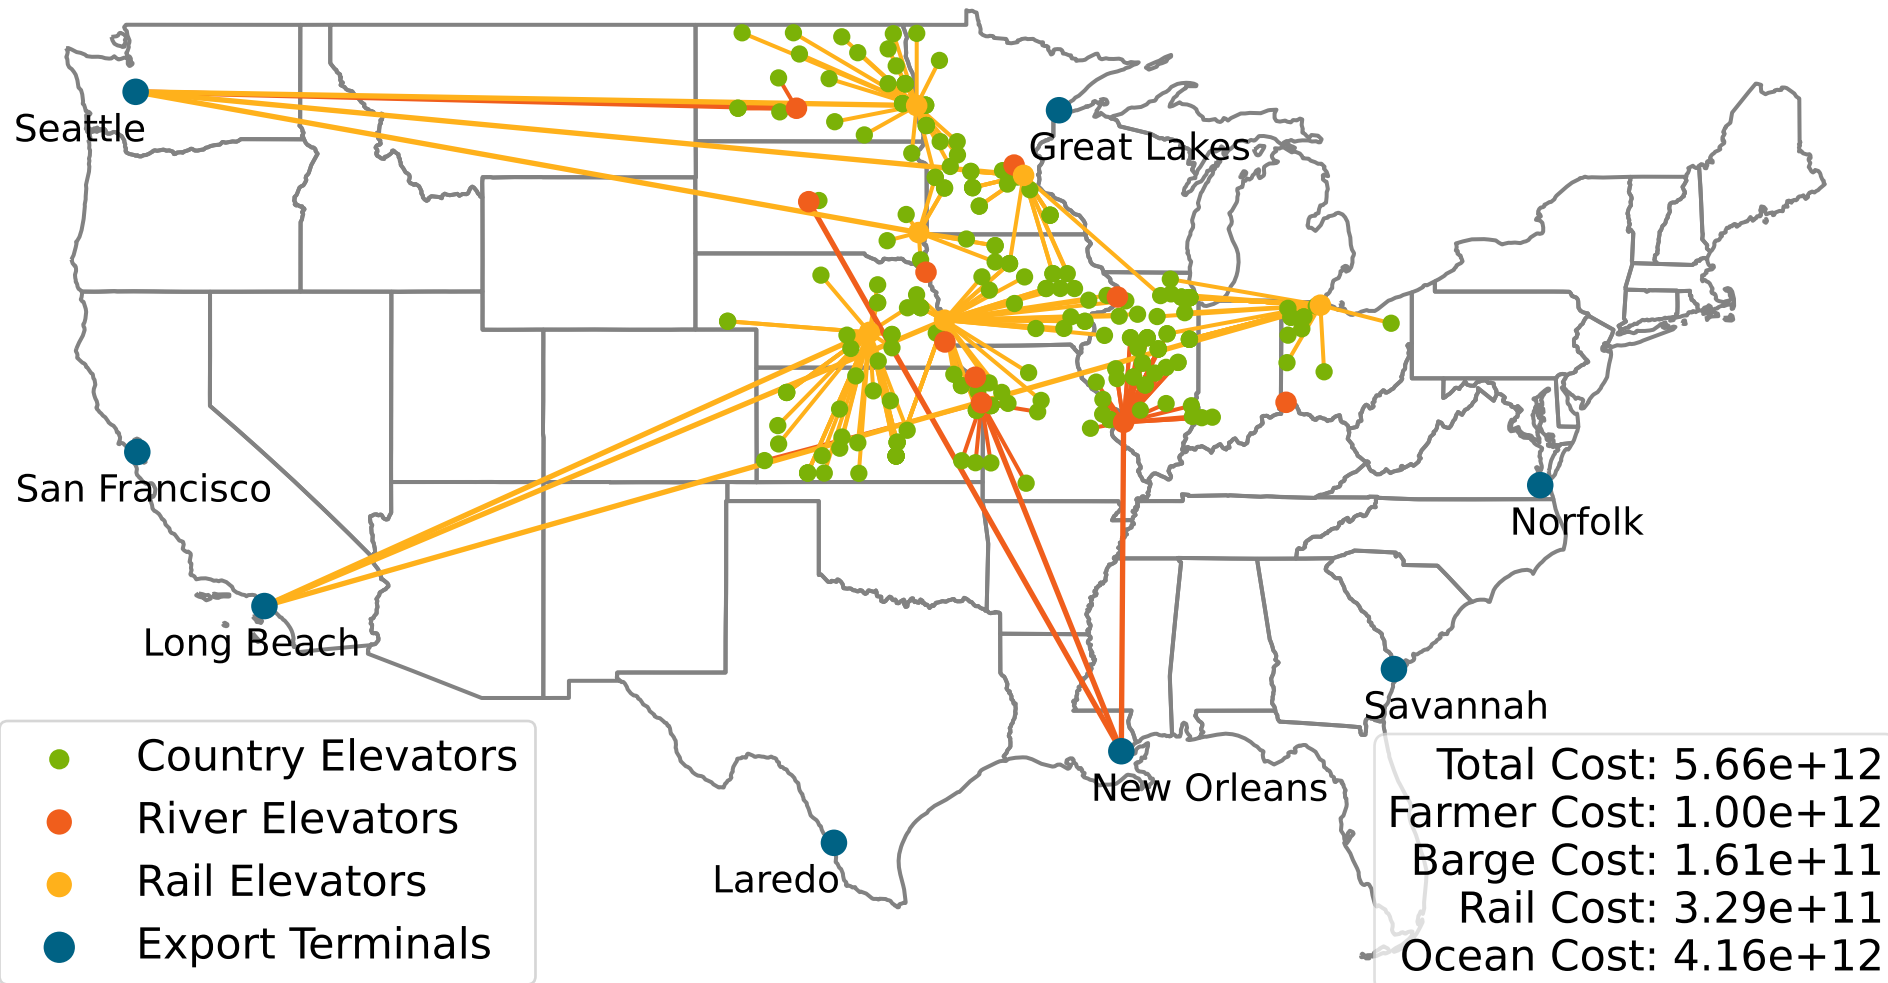 Seattle
Great Lakes
San Francisco
Norfolk
Long Beach
Savannah
New Orleans
Laredo
Country Elevators
River Elevators
Rail Elevators
Export Terminals
Total Cost: 5.66e+12
Farmer Cost: 1.00e+12
Barge Cost: 1.61e+11
Rail Cost: 3.29e+11
Ocean Cost: 4.16e+12